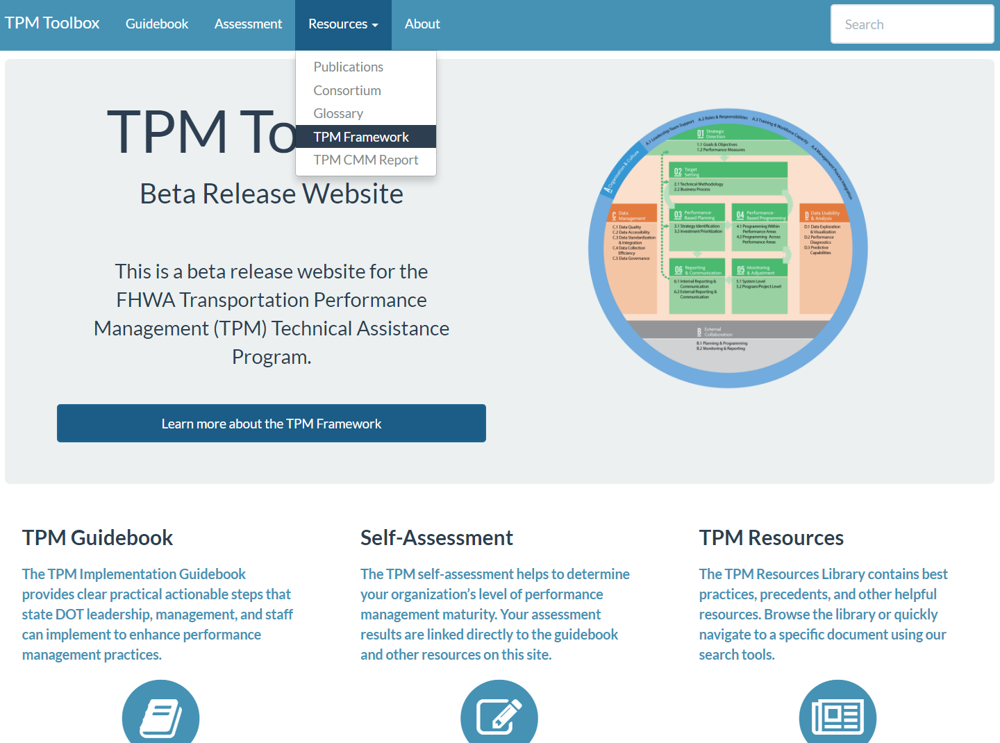 TPM Toolbox
Guidebook
Assessment
Resources
About
Search
Publications
Consortium
Glossary
TPM Framework
TPM CMM Report
TPM To
Beta Release Website
This is a beta release website for the
FHWA Transportation Performance
Management (TPM) Technical Assistance
Program.
Learn more about the TPM Framework
A Organization & Culture
A.1 Leadership Team Support
A.2 Roles & Responsibilities
A.3 Training & Workforce Capacity
A.4 Management Process Integration
01 Strategic
Direction
1.1 Goals & Objectives
1.2 Performance Measures
02 Target
Setting
2.1 Technical Methodology
2.2 Business Process
C Data
Management
C.1 Data Quality
C.2 Data Accessibility
C.3 Data Standardization
& Integration
C.4 Data Collection
Efficiency
C.5 Data Governance
03 Performance-
Based Planning
3.1 Strategy Identification
3.2 Investment Prioritization
04 Performance-
Based Programming
4.1 Programming Within
Performance Areas
4.2 Programming Across
Performance Areas
D Data Usability
& Analysis
D.1 Data Exploration
& Visualization
D.2 Performance
Diagnostics
D.3 Predictive
Capabilities
06 Reporting
& Communication
6.1 Internal Reporting &
Communication
6.2 External Reporting &
Communication
05 Monitoring
& Adjustment
5.1 System Level
5.2 Program/Project Level
B External
Collaboration
B.1 Planning & Programming
B.2 Monitoring & Reporting
TPM Guidebook
The TPM Implementation Guidebook
provides clear practical actionable steps that
state DOT leadership, management, and staff
can implement to enhance performance
management practices.
Self-Assessment
The TPM self-assessment helps to determine
your organization's level of performance
management maturity. Your assessment
results are linked directly to the guidebook
and other resources on this site.
TPM Resources
The TPM Resources Library contains best
practices, precedents, and other helpful
resources. Browse the library or quickly
navigate to a specific document using our
search tools.